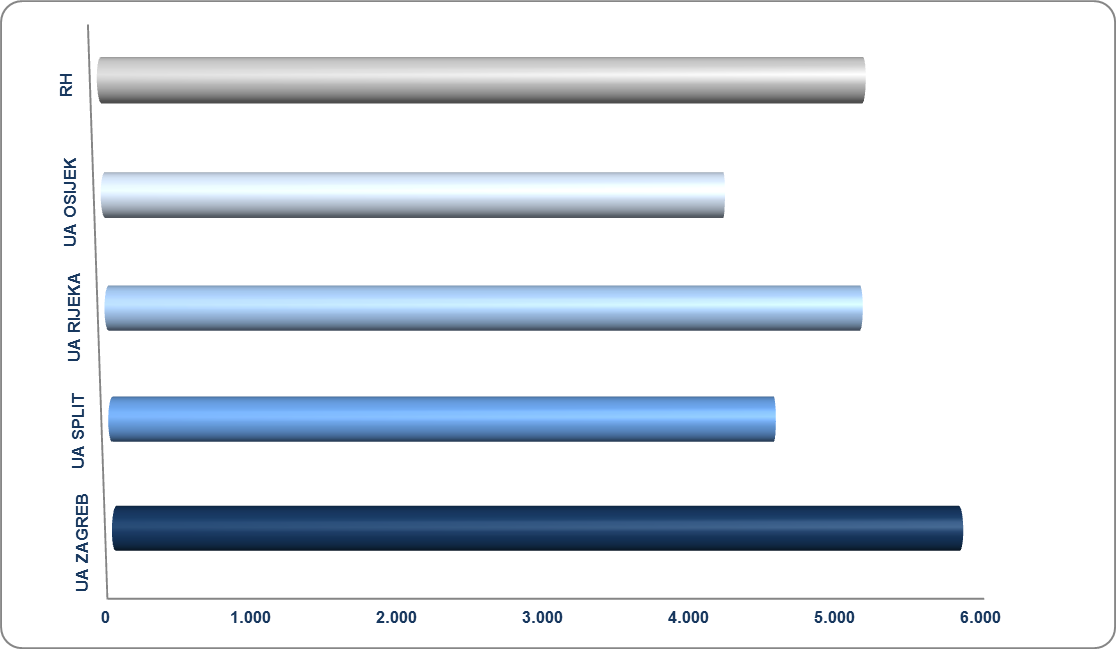 RH
UA OSIJEK
UA RIJEKA
UA SPLIT
UA ZAGREB
0 1.000 2.000 3.000 4.000 5.000 6.000